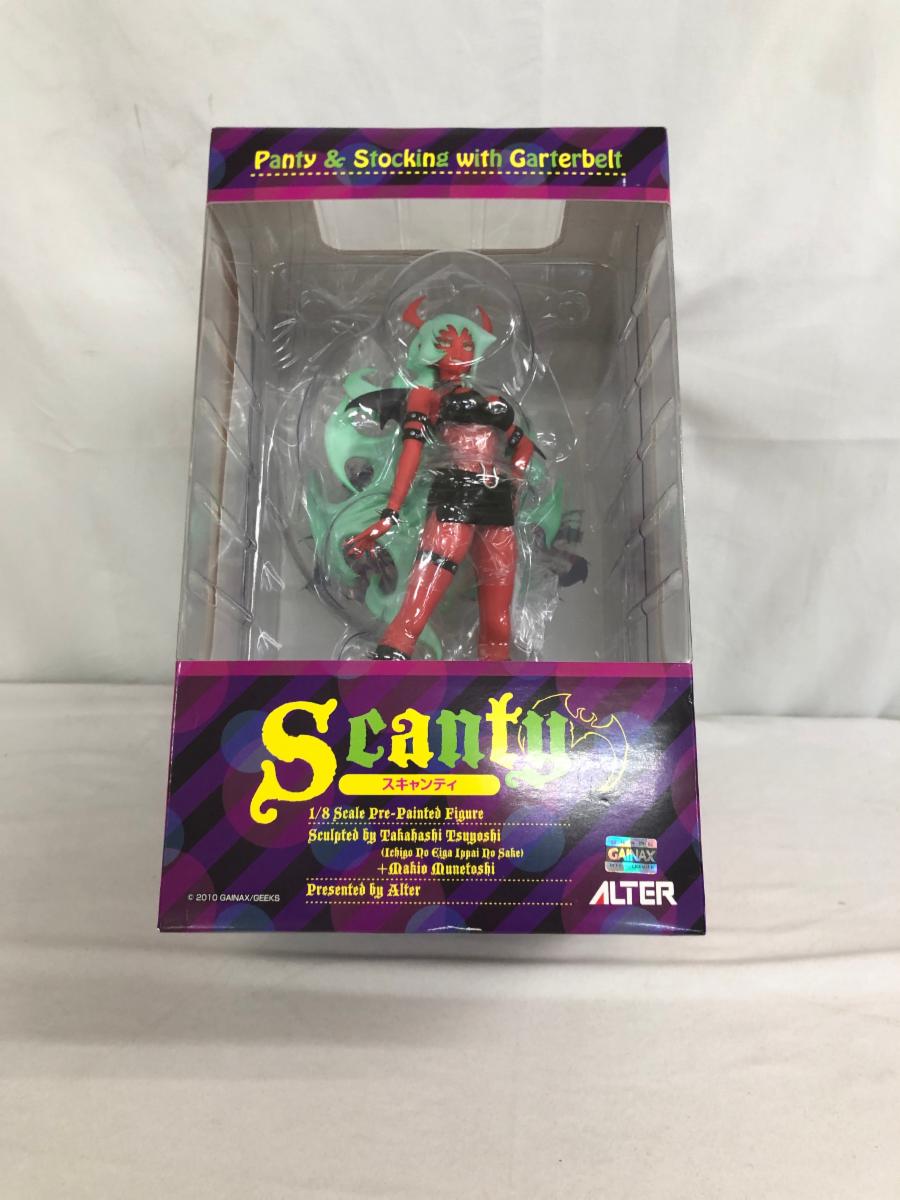 Panty & Stocking with Garterbelt
Scanty
スキャンティ
1/8 Scale Pre-Painted Figure
Sculpted by Takahashi Tsuyoshi
(Ichigo No Eiga Ippai No Sake)
+Makio Munetoshi
Presented by Alter
© 2010 GAINAX/GEEKS
GAINAX
ALTER